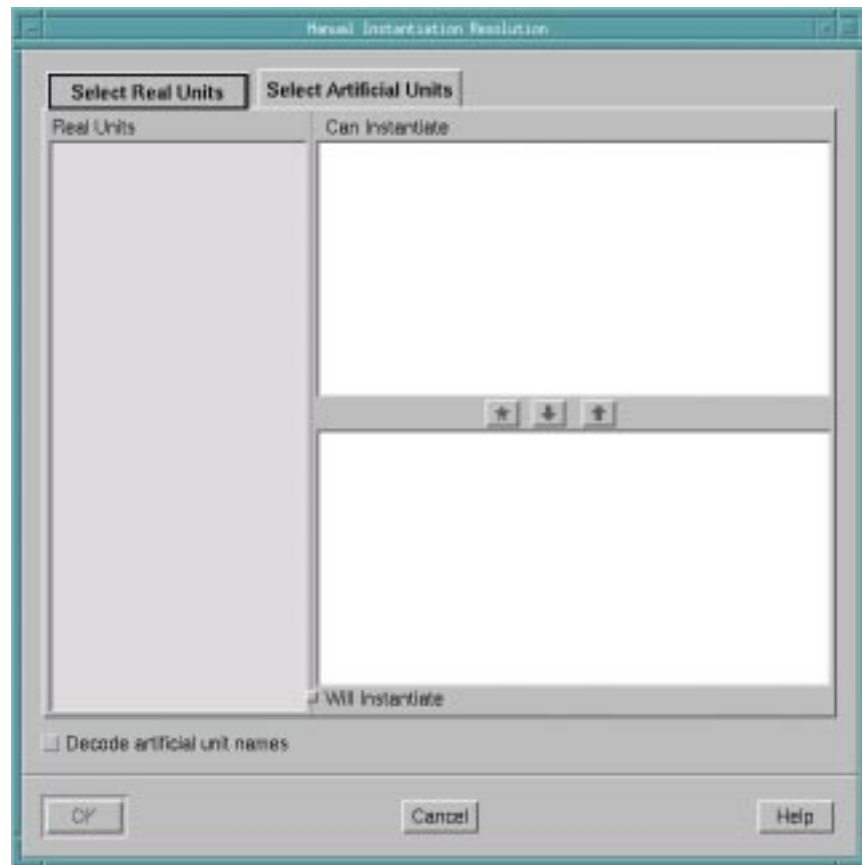 Manual Instantiation Resolution
Select Real Units
Select Artificial Units
Real Units
Can Instantiate
Will Instantiate
Decode artificial unit names
OK
Cancel
Help